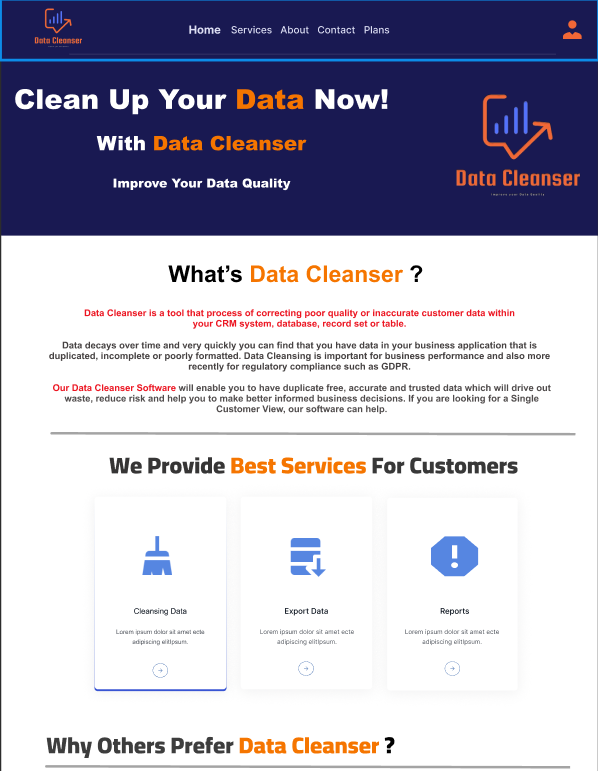 Data Cleanser
Home Services About Contact Plans
Clean Up Your Data Now!
With Data Cleanser
Improve Your Data Quality
Data Cleanser
Improve your Data Quality
What's Data Cleanser ?
Data Cleanser is a tool that process of correcting poor quality or inaccurate customer data within
your CRM system, database, record set or table.
Data decays over time and very quickly you can find that you have data in your business application that is
duplicated, incomplete or poorly formatted. Data Cleansing is important for business performance and also more
recently for regulatory compliance such as GDPR.
Our Data Cleanser Software will enable you to have duplicate free, accurate and trusted data which will drive out
waste, reduce risk and help you to make better informed business decisions. If you are looking for a Single
Customer View, our software can help.
We Provide Best Services For Customers
Cleansing Data
Lorem ipsum dolor sit amet ecte
adipiscing elitipsum.
Export Data
Lorem ipsum dolor sit amet ecte
adipiscing elitipsum.
Reports
Lorem ipsum dolor sit amet ecte
adipiscing elitipsum.
Why Others Prefer Data Cleanser ?